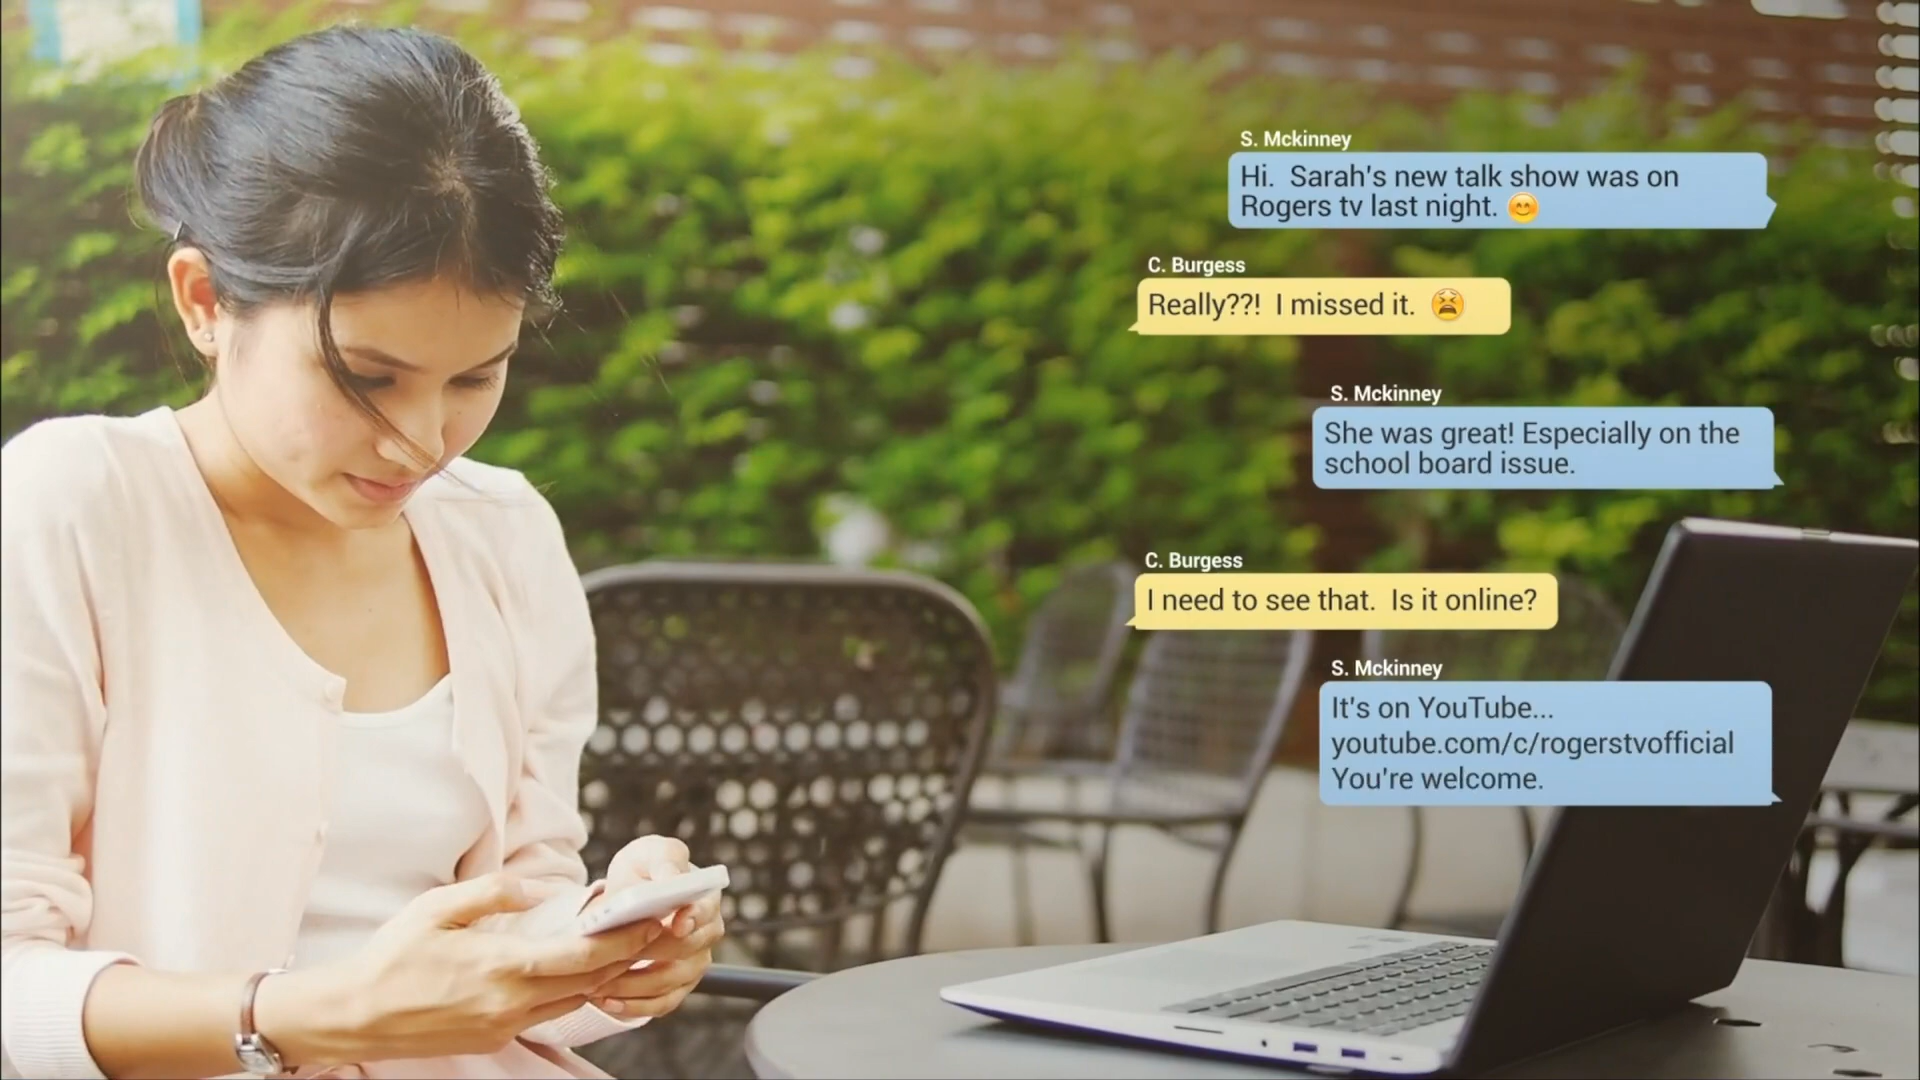 S. Mckinney
Hi.  Sarah's new talk show was on
Rogers tv last night. 😊
C. Burgess
Really??!  I missed it. 😫
S. Mckinney
She was great! Especially on the
school board issue.
C. Burgess
I need to see that.  Is it online?
S. Mckinney
It's on YouTube...
youtube.com/c/rogerstvofficial
You're welcome.